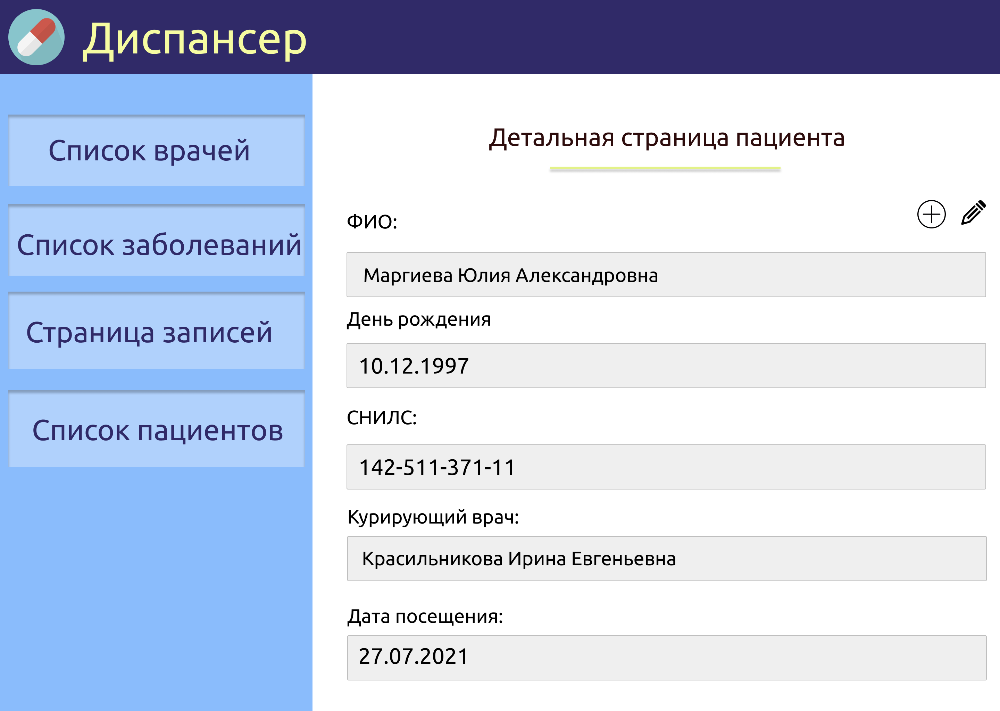 Диспансер
Список врачей
Список заболеваний
Страница записей
Список пациентов
Детальная страница пациента
ФИО:
Маргиева Юлия Александровна
День рождения
10.12.1997
СНИЛС:
142-511-371-11
Курирующий врач:
Красильникова Ирина Евгеньевна
Дата посещения:
27.07.2021